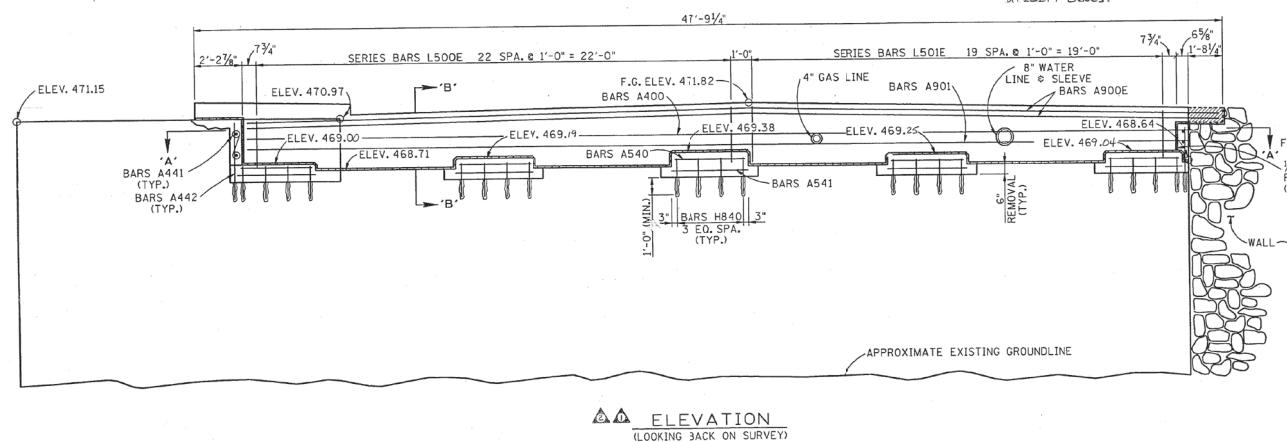 47'-9¼"
2'-2⅞"
7¾"
SERIES BARS L500E 22 SPA. @ 1'-0" = 22'-0"
1'-0"
SERIES BARS L501E 19 SPA. @ 1'-0" = 19'-0"
7¾"
6⅝"
1'-8¼"
ELEV. 471.15
ELEV. 470.97
'B'
F.G. ELEV. 471.82
BARS A400
4" GAS LINE
8" WATER
LINE & SLEEVE
BARS A901
BARS A900E
'A'
ELEV. 469.00
ELEV. 468.71
ELEV. 469.19
ELEV. 469.38
ELEV. 469.25
ELEV. 468.64
ELEV. 469.04
'A'
BARS A441
(TYP.)
BARS A442
(TYP.)
BARS A540
BARS A541
'B'
1'-0" (MIN.)
3"
BARS H840
3"
3 EQ. SPA.
(TYP.)
6"
REMOVAL
(TYP.)
WALL
APPROXIMATE EXISTING GROUNDLINE
2
1
ELEVATION
(LOOKING BACK ON SURVEY)